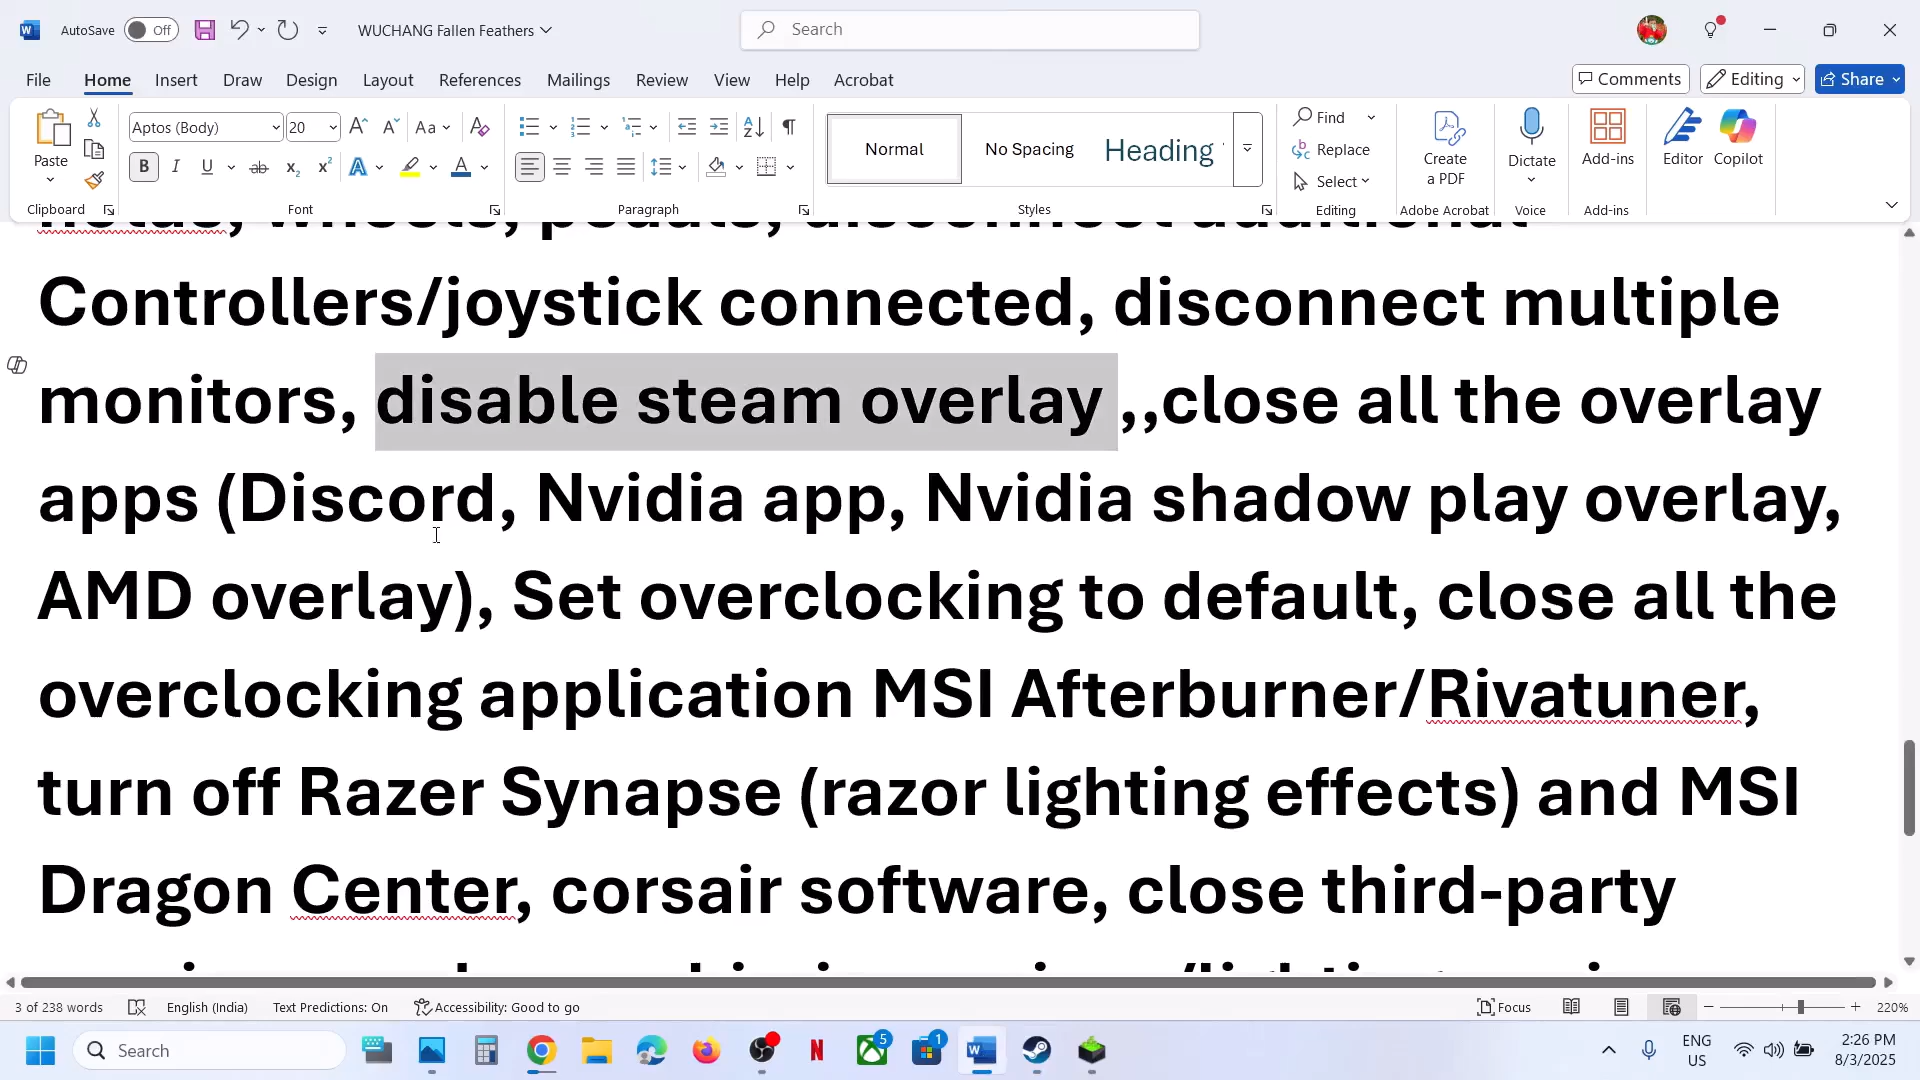 AutoSave Off WUCHANG Fallen Feathers Search
File Home Insert Draw Design Layout References Mailings Review View Help Acrobat Comments Editing Share
Paste Aptos (Body) 20 Normal No Spacing Heading Find Replace Select Create a PDF Dictate Add-ins Editor Copilot
Clipboard Font Paragraph Styles Editing Adobe Acrobat Voice Add-ins
wheels, pedals, disconnect additional
Controllers/joystick connected, disconnect multiple
monitors, disable steam overlay ,,close all the overlay
apps (Discord, Nvidia app, Nvidia shadow play overlay,
AMD overlay), Set overclocking to default, close all the
overclocking application MSI Afterburner/Rivatuner,
turn off Razer Synapse (razor lighting effects) and MSI
Dragon Center, corsair software, close third-party
3 of 238 words English (India) Text Predictions: On Accessibility: Good to go Focus 220%
Search 5 1 ENG US 2:26 PM 8/3/2025